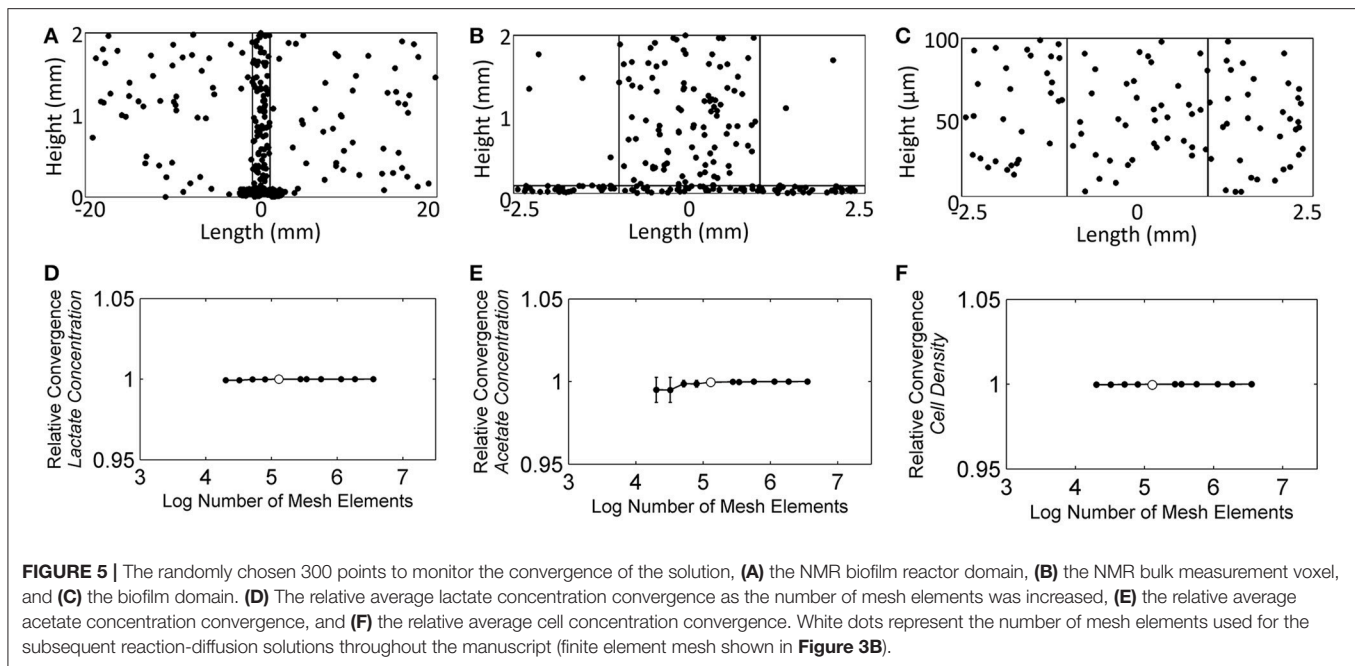 A
Height (mm)
2
1
0
-20
0
20
Length (mm)
B
Height (mm)
2
1
0
-2.5
0
2.5
Length (mm)
C
Height (µm)
100
50
0
-2.5
0
2.5
Length (mm)
D
Relative Convergence
Lactate Concentration
1.05
1
0.95
3 4 5 6 7
Log Number of Mesh Elements
E
Relative Convergence
Acetate Concentration
1.05
1
0.95
3 4 5 6 7
Log Number of Mesh Elements
F
Relative Convergence
Cell Density
1.05
1
0.95
3 4 5 6 7
Log Number of Mesh Elements
FIGURE 5 | The randomly chosen 300 points to monitor the convergence of the solution, (A) the NMR biofilm reactor domain, (B) the NMR bulk measurement voxel,
and (C) the biofilm domain. (D) The relative average lactate concentration convergence as the number of mesh elements was increased, (E) the relative average
acetate concentration convergence, and (F) the relative average cell concentration convergence. White dots represent the number of mesh elements used for the
subsequent reaction-diffusion solutions throughout the manuscript (finite element mesh shown in Figure 3B).